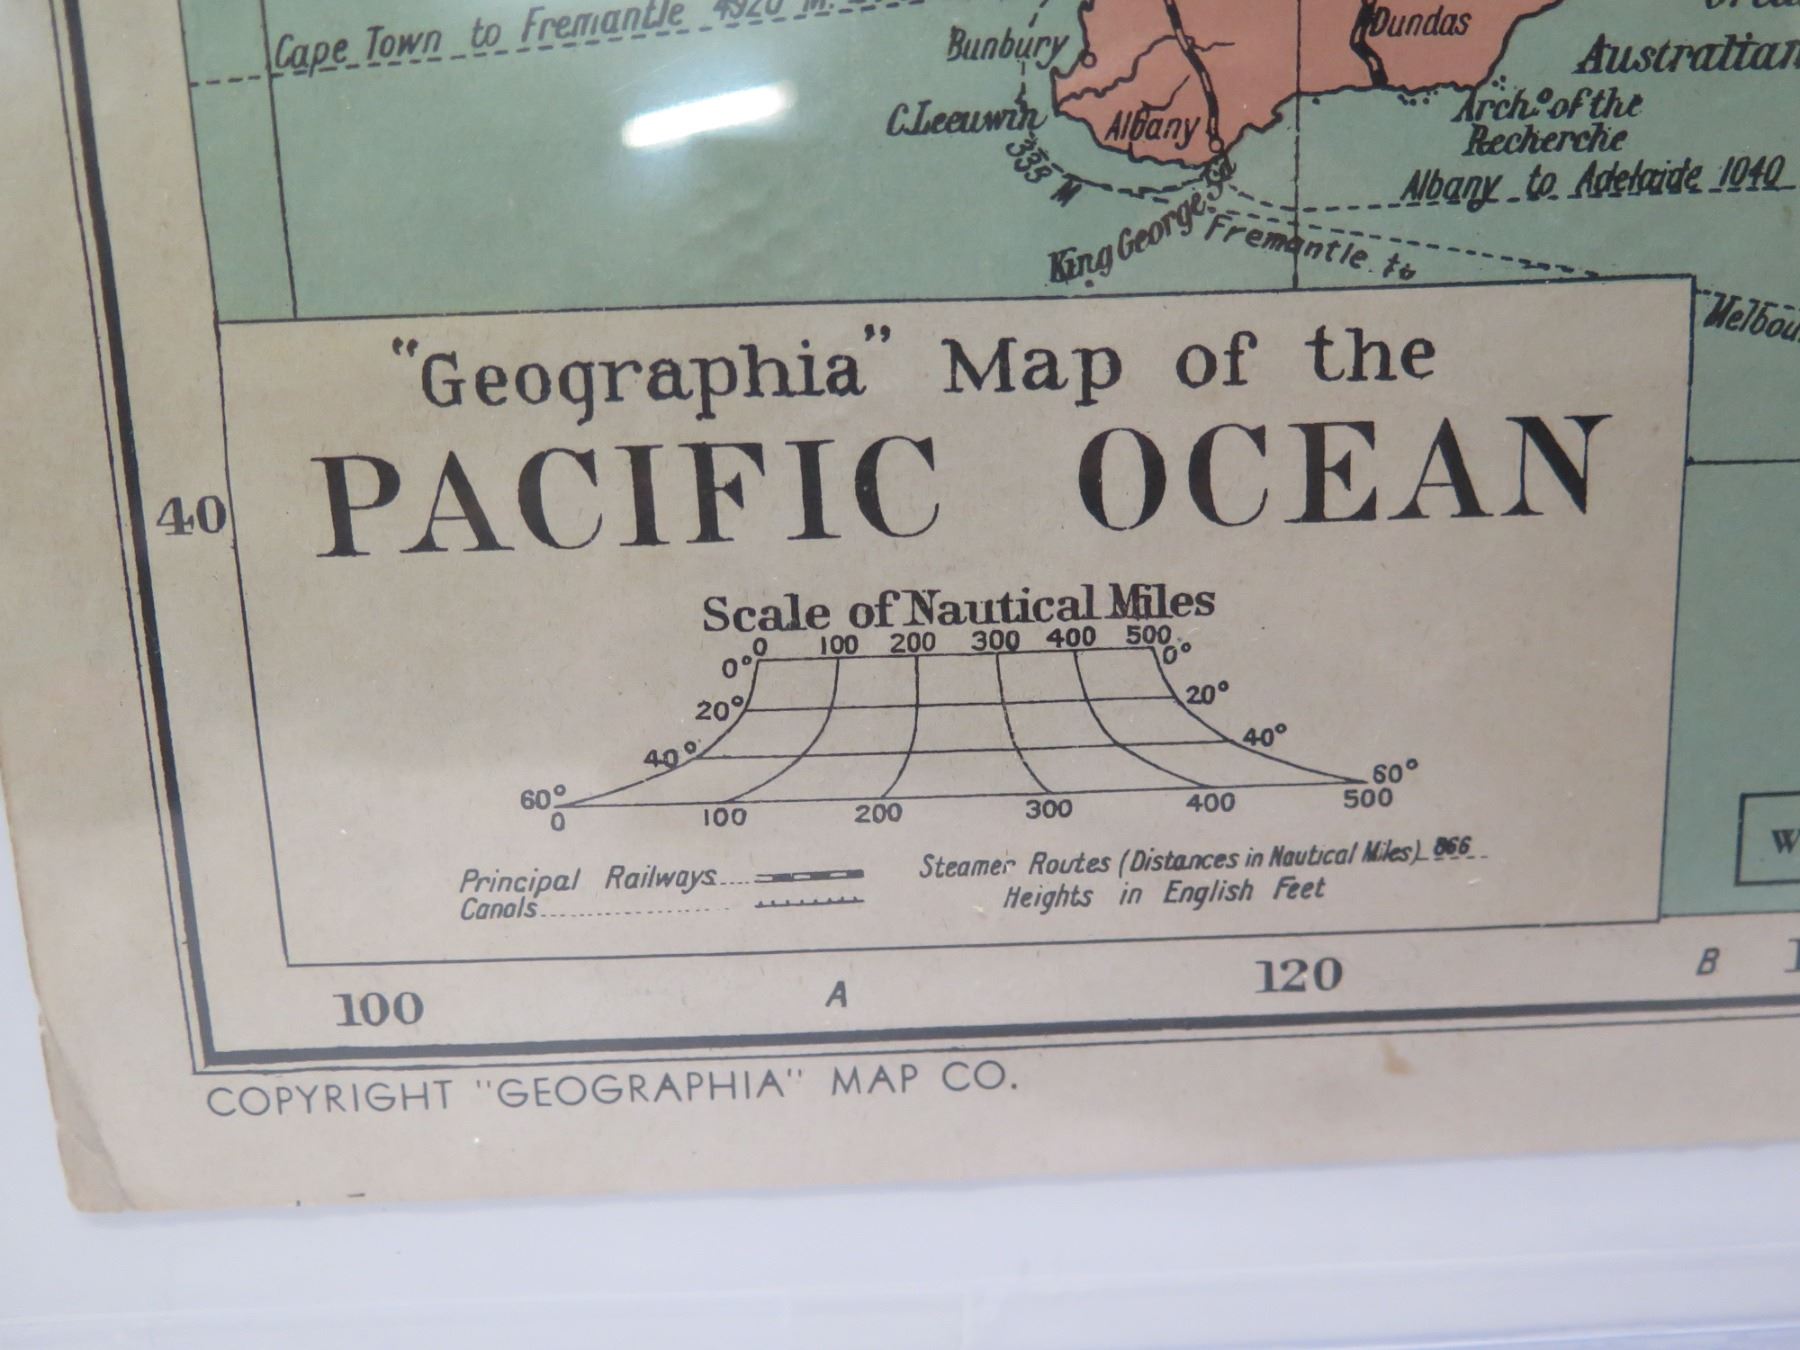 Cape Town to Fremantle 4920 M.
Bunbury
Dundas
Australian
C.Leeuwin
Albany
Arch.º of the
Recherche
333 M
Albany to Adelaide 1040
King George Sd.
Fremantle to
Melbou
"Geographia" Map of the
PACIFIC OCEAN
40
Scale of Nautical Miles
0 100 200 300 400 500
0° 0°
20° 20°
40° 40°
60° 60°
0 100 200 300 400 500
Principal Railways
Canals
Steamer Routes (Distances in Nautical Miles) 866
Heights in English Feet
W
100 A 120 B 1
COPYRIGHT "GEOGRAPHIA" MAP CO.